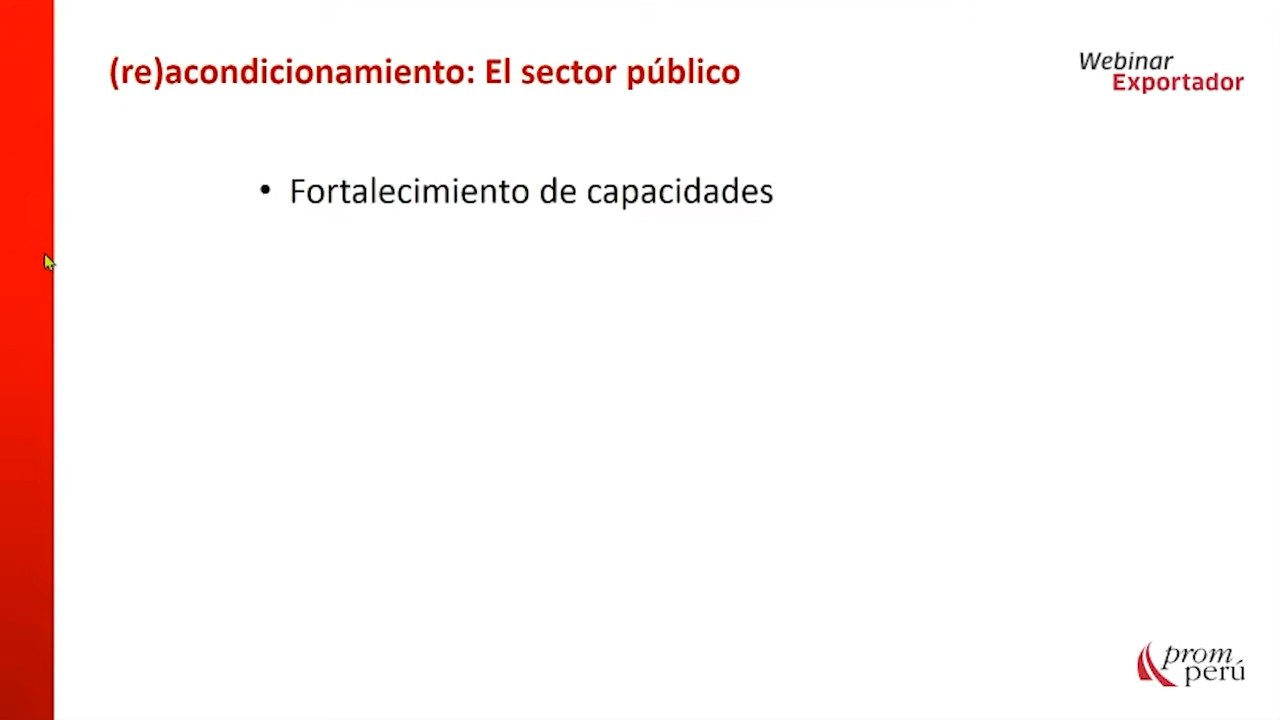 (re)acondicionamiento: El sector público
Webinar
Exportador
• Fortalecimiento de capacidades
prom
perú